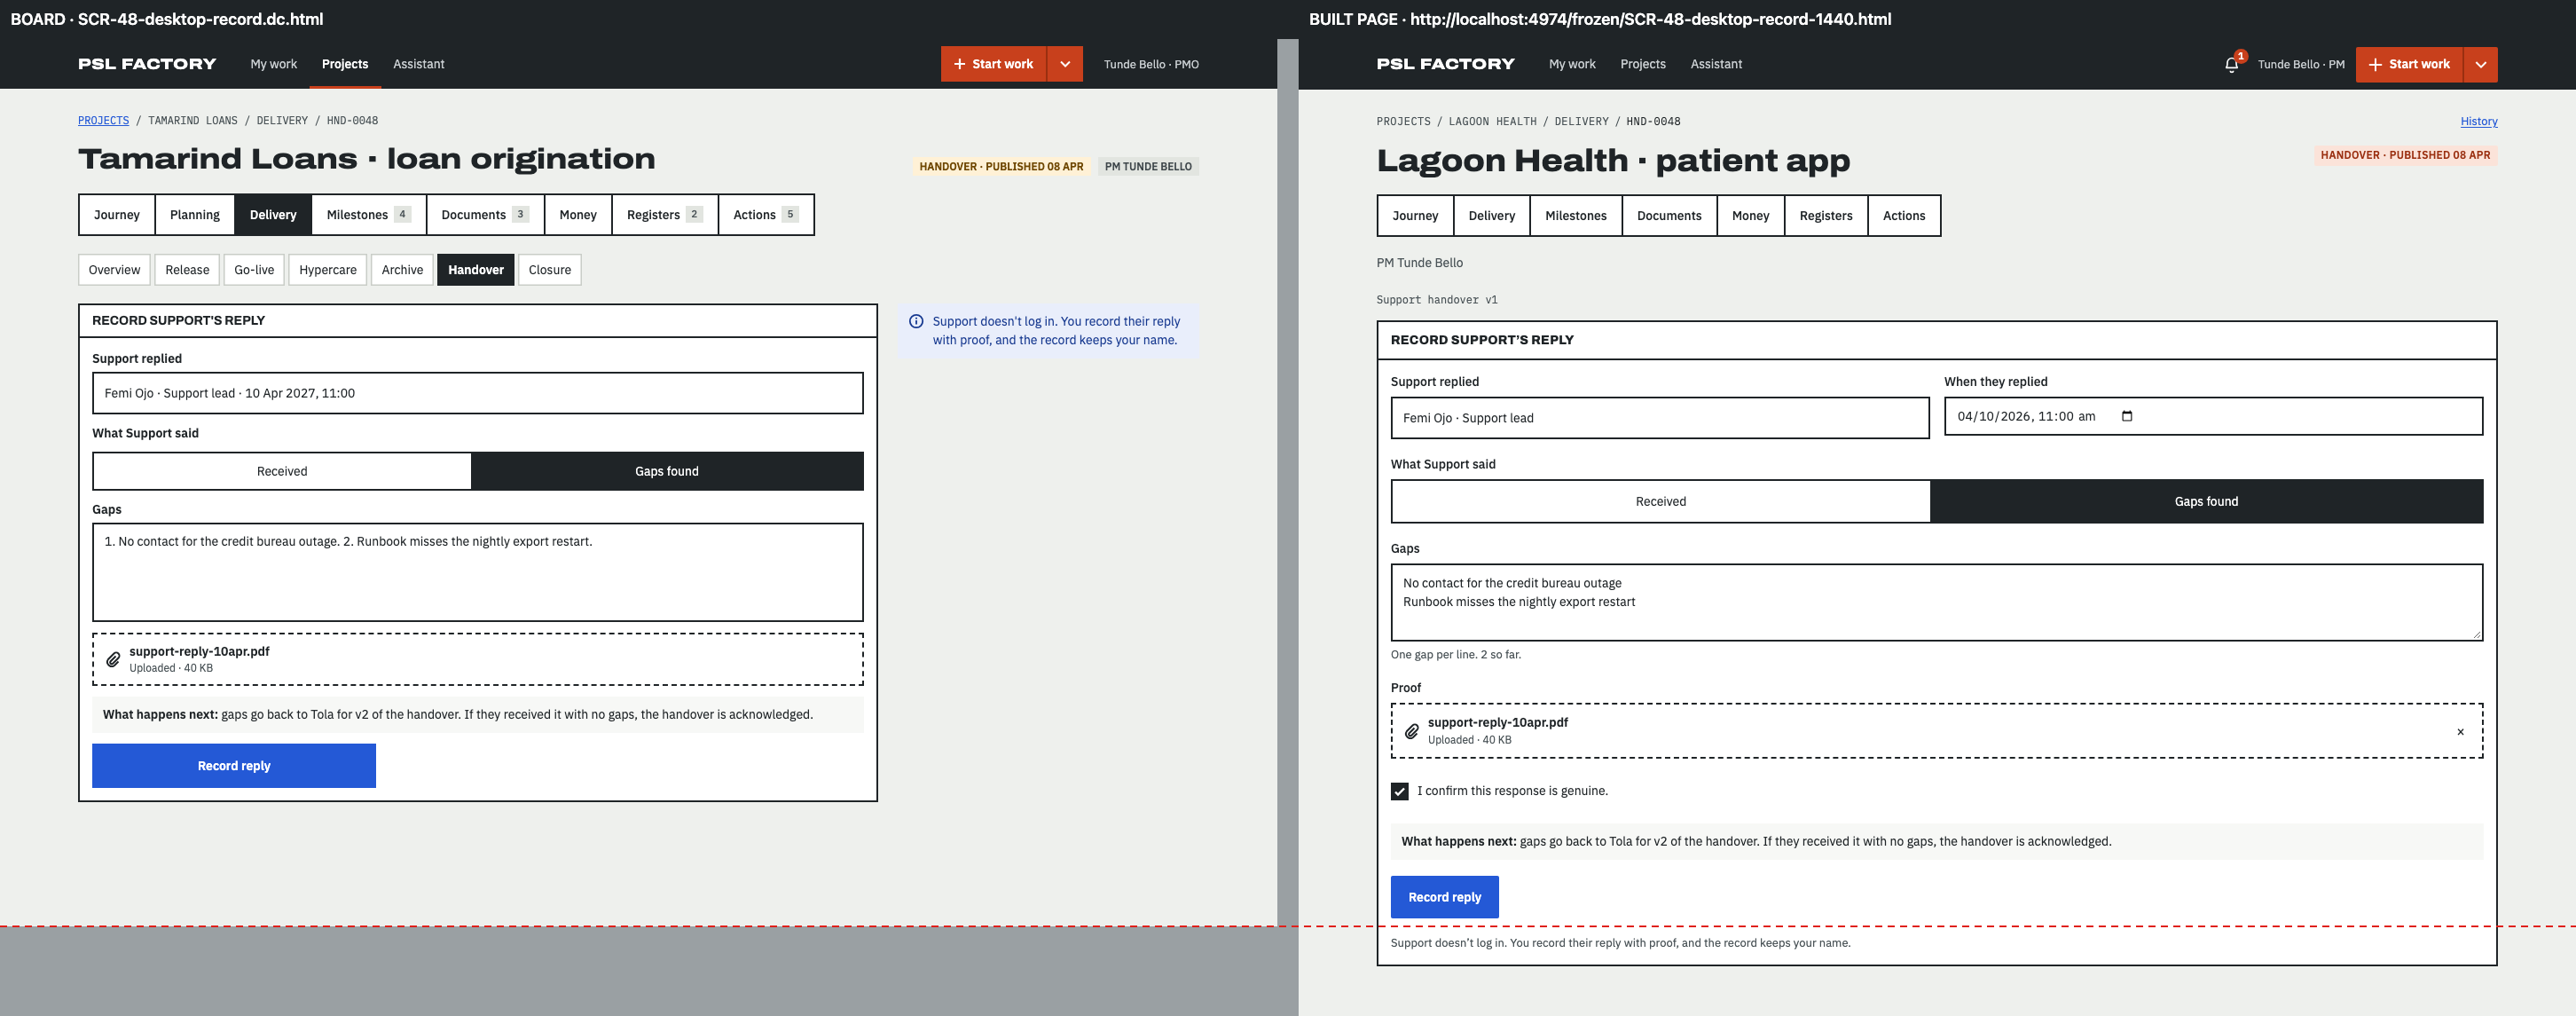 BOARD · SCR-48-desktop-record.dc.html
PSL FACTORY My work Projects Assistant + Start work Tunde Bello · PMO
PROJECTS / TAMARIND LOANS / DELIVERY / HND-0048
Tamarind Loans · loan origination
HANDOVER · PUBLISHED 08 APR PM TUNDE BELLO
Journey Planning Delivery Milestones 4 Documents 3 Money Registers 2 Actions 5
Overview Release Go-live Hypercare Archive Handover Closure
RECORD SUPPORT'S REPLY
Support replied
Femi Ojo · Support lead · 10 Apr 2027, 11:00
What Support said
Received Gaps found
Gaps
1. No contact for the credit bureau outage. 2. Runbook misses the nightly export restart.
support-reply-10apr.pdf
Uploaded · 40 KB
What happens next: gaps go back to Tola for v2 of the handover. If they received it with no gaps, the handover is acknowledged.
Record reply
Support doesn't log in. You record their reply
with proof, and the record keeps your name.
BUILT PAGE · http://localhost:4974/frozen/SCR-48-desktop-record-1440.html
PSL FACTORY My work Projects Assistant 1 Tunde Bello · PM + Start work
PROJECTS / LAGOON HEALTH / DELIVERY / HND-0048 History
Lagoon Health · patient app
HANDOVER · PUBLISHED 08 APR
Journey Delivery Milestones Documents Money Registers Actions
PM Tunde Bello
Support handover v1
RECORD SUPPORT’S REPLY
Support replied When they replied
Femi Ojo · Support lead 04/10/2026, 11:00 am
What Support said
Received Gaps found
Gaps
No contact for the credit bureau outage
Runbook misses the nightly export restart
One gap per line. 2 so far.
Proof
support-reply-10apr.pdf
Uploaded · 40 KB ×
I confirm this response is genuine.
What happens next: gaps go back to Tola for v2 of the handover. If they received it with no gaps, the handover is acknowledged.
Record reply
Support doesn’t log in. You record their reply with proof, and the record keeps your name.